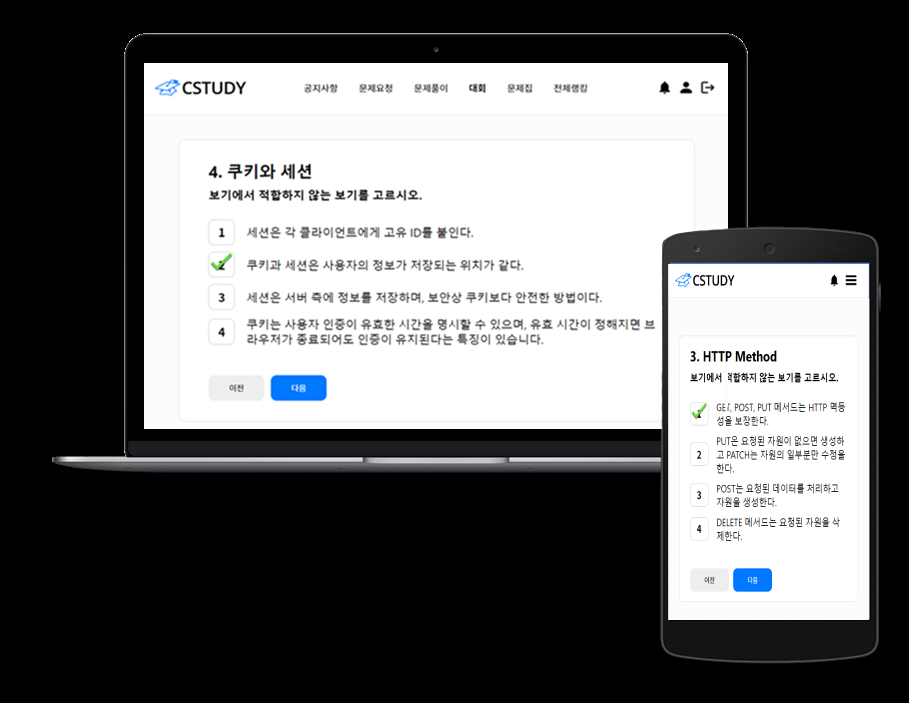 CSTUDY
공지사항 문제요청 문제풀이 대회 문제집 전체랭킹
4. 쿠키와 세션
보기에서 적합하지 않는 보기를 고르시오.
1 세션은 각 클라이언트에게 고유 ID를 붙인다.
2 쿠키과 세션은 사용자의 정보가 저장되는 위치가 같다.
3 세션은 서버 측에 정보를 저장하며, 보안상 쿠키보다 안전한 방법이다.
4 쿠키는 사용자 인증이 유효한 시간을 명시할 수 있으며, 유효 시간이 정해지면 브
라우저가 종료되어도 인증이 유지된다는 특징이 있습니다.
이전 다음
CSTUDY
3. HTTP Method
보기에서 적합하지 않는 보기를 고르시오.
GET, POST, PUT 메서드는 HTTP 멱등
성을 보장한다.
2 PUT은 요청된 자원이 없으면 생성하
고 PATCH는 자원의 일부분만 수정을
한다.
3 POST는 요청된 데이터를 처리하고
자원을 생성한다.
4 DELETE 메서드는 요청된 자원을 삭
제한다.
이전 다음